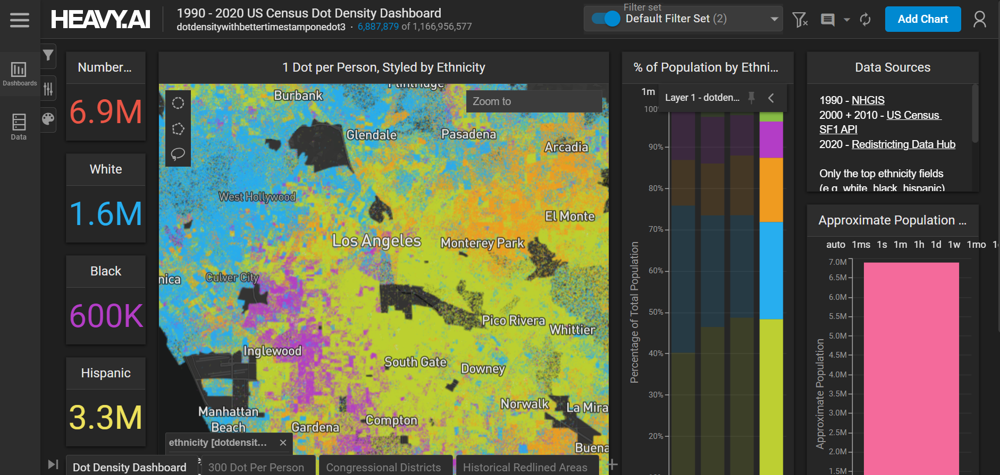 HEAVY.AI
1990 - 2020 US Census Dot Density Dashboard
dotdensitywithbettertimestamponedot3 · 6,887,879 of 1,166,956,577
Filter set
Default Filter Set (2)
Add Chart
Dashboards
Data
Number...
6.9M
White
1.6M
Black
600K
Hispanic
3.3M
1 Dot per Person, Styled by Ethnicity
Zoom to
Flintridge
Burbank
Glendale
Pasadena
Arcadia
West Hollywood
El Monte
Los Angeles
Monterey Park
nica
Culver City
Pico Rivera
Whittier
Inglewood
South Gate
Downey
Norwalk
La Mira
Manhattan
Beach
Gardena
Compton
Buena
ethnicity [dotdensit...
% of Population by Ethni...
1m
Layer 1 - dotden...
100%
90%
80%
70%
60%
50%
40%
30%
20%
Percentage of Total Population
Data Sources
1990 - NHGIS
2000 + 2010 - US Census
SF1 API
2020 - Redistricting Data Hub
Only the top ethnicity fields
(e.g. white, black, hispanic)
Approximate Population ...
auto 1ms 1s 1m 1h 1d 1w 1mo 1
7.0M
6.5M
6.0M
5.5M
5.0M
4.5M
4.0M
3.5M
3.0M
2.5M
2.0M
1.5M
Approximate Population
Dot Density Dashboard
300 Dot Per Person
Congressional Districts
Historical Redlined Areas